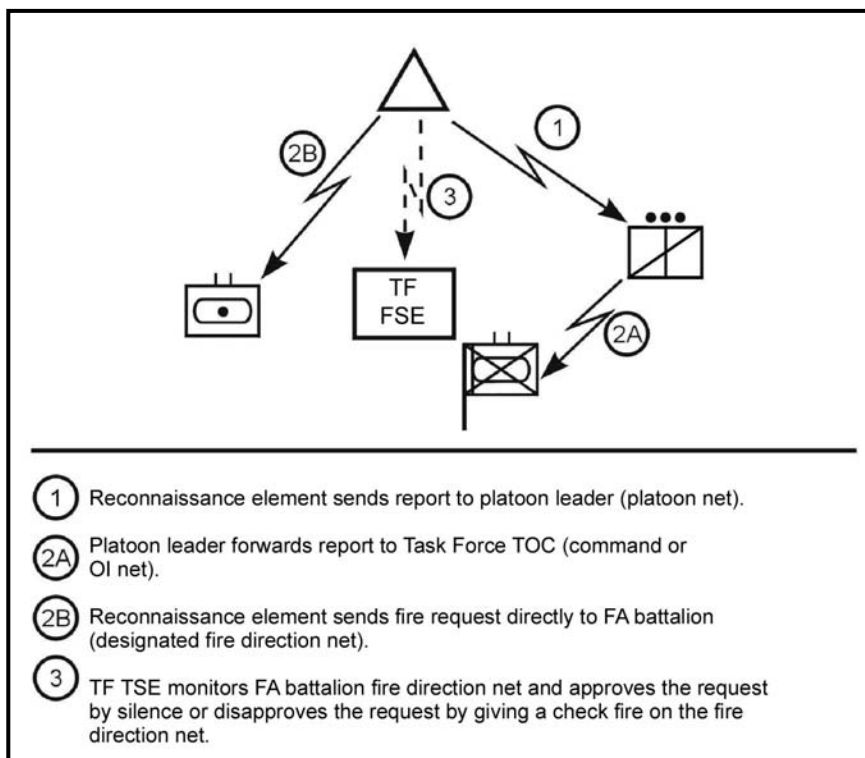 1
2B
3
TF
FSE
2A
1 Reconnaissance element sends report to platoon leader (platoon net).
2A Platoon leader forwards report to Task Force TOC (command or
OI net).
2B Reconnaissance element sends fire request directly to FA battalion
(designated fire direction net).
3 TF TSE monitors FA battalion fire direction net and approves the request
by silence or disapproves the request by giving a check fire on the fire
direction net.